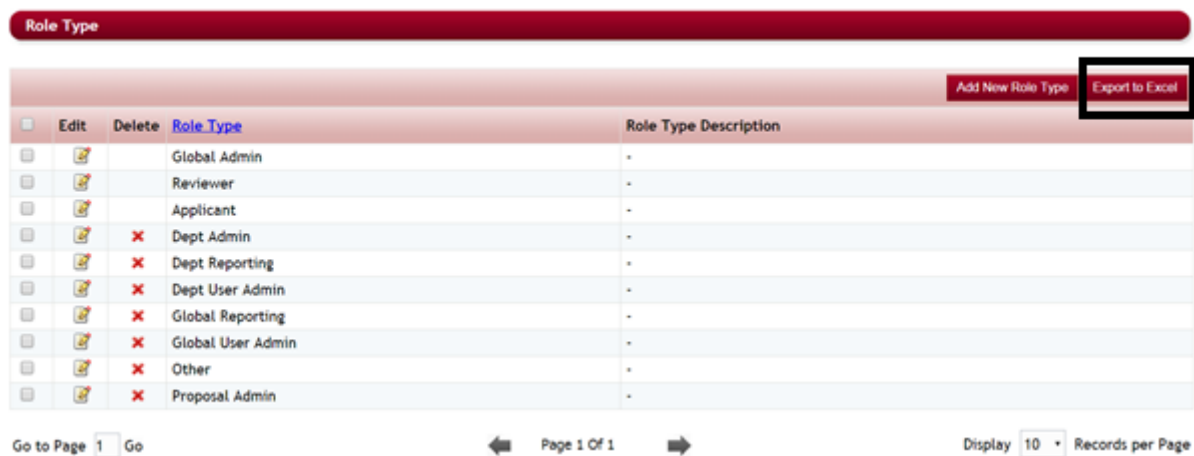 Role Type
Add New Role Type Export to Excel
Edit Delete Role Type Role Type Description
Global Admin -
Reviewer -
Applicant -
Dept Admin -
Dept Reporting -
Dept User Admin -
Global Reporting -
Global User Admin -
Other -
Proposal Admin -
Go to Page 1 Go Page 1 Of 1 Display 10 Records per Page